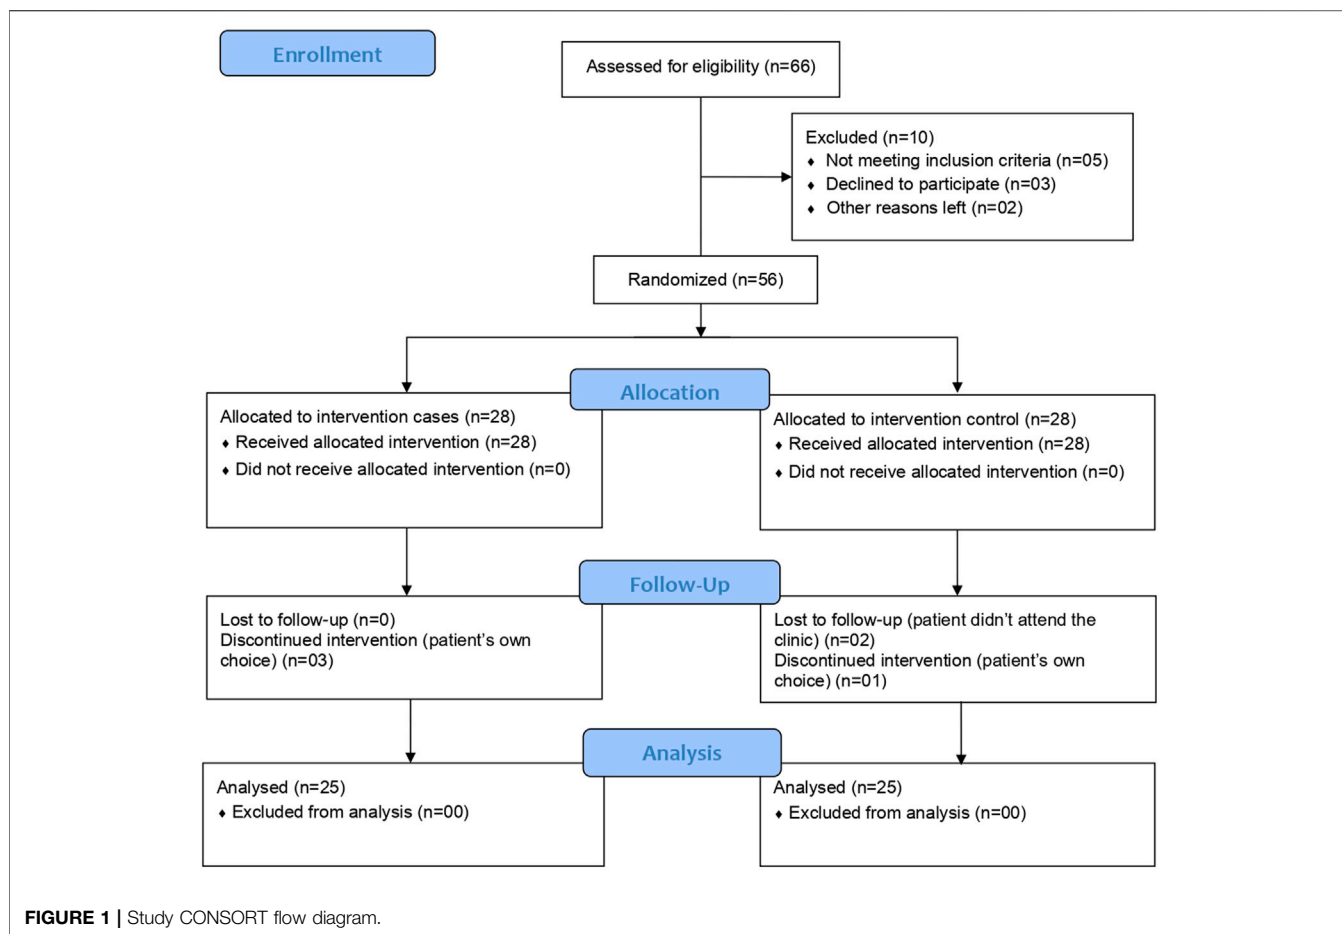 Enrollment
Assessed for eligibility (n=66)
Excluded (n=10)
♦ Not meeting inclusion criteria (n=05)
♦ Declined to participate (n=03)
♦ Other reasons left (n=02)
Randomized (n=56)
Allocation
Allocated to intervention cases (n=28)
♦ Received allocated intervention (n=28)
♦ Did not receive allocated intervention (n=0)
Allocated to intervention control (n=28)
♦ Received allocated intervention (n=28)
♦ Did not receive allocated intervention (n=0)
Follow-Up
Lost to follow-up (n=0)
Discontinued intervention (patient's own
choice) (n=03)
Lost to follow-up (patient didn't attend the
clinic) (n=02)
Discontinued intervention (patient's own
choice) (n=01)
Analysis
Analysed (n=25)
♦ Excluded from analysis (n=00)
Analysed (n=25)
♦ Excluded from analysis (n=00)
FIGURE 1 | Study CONSORT flow diagram.